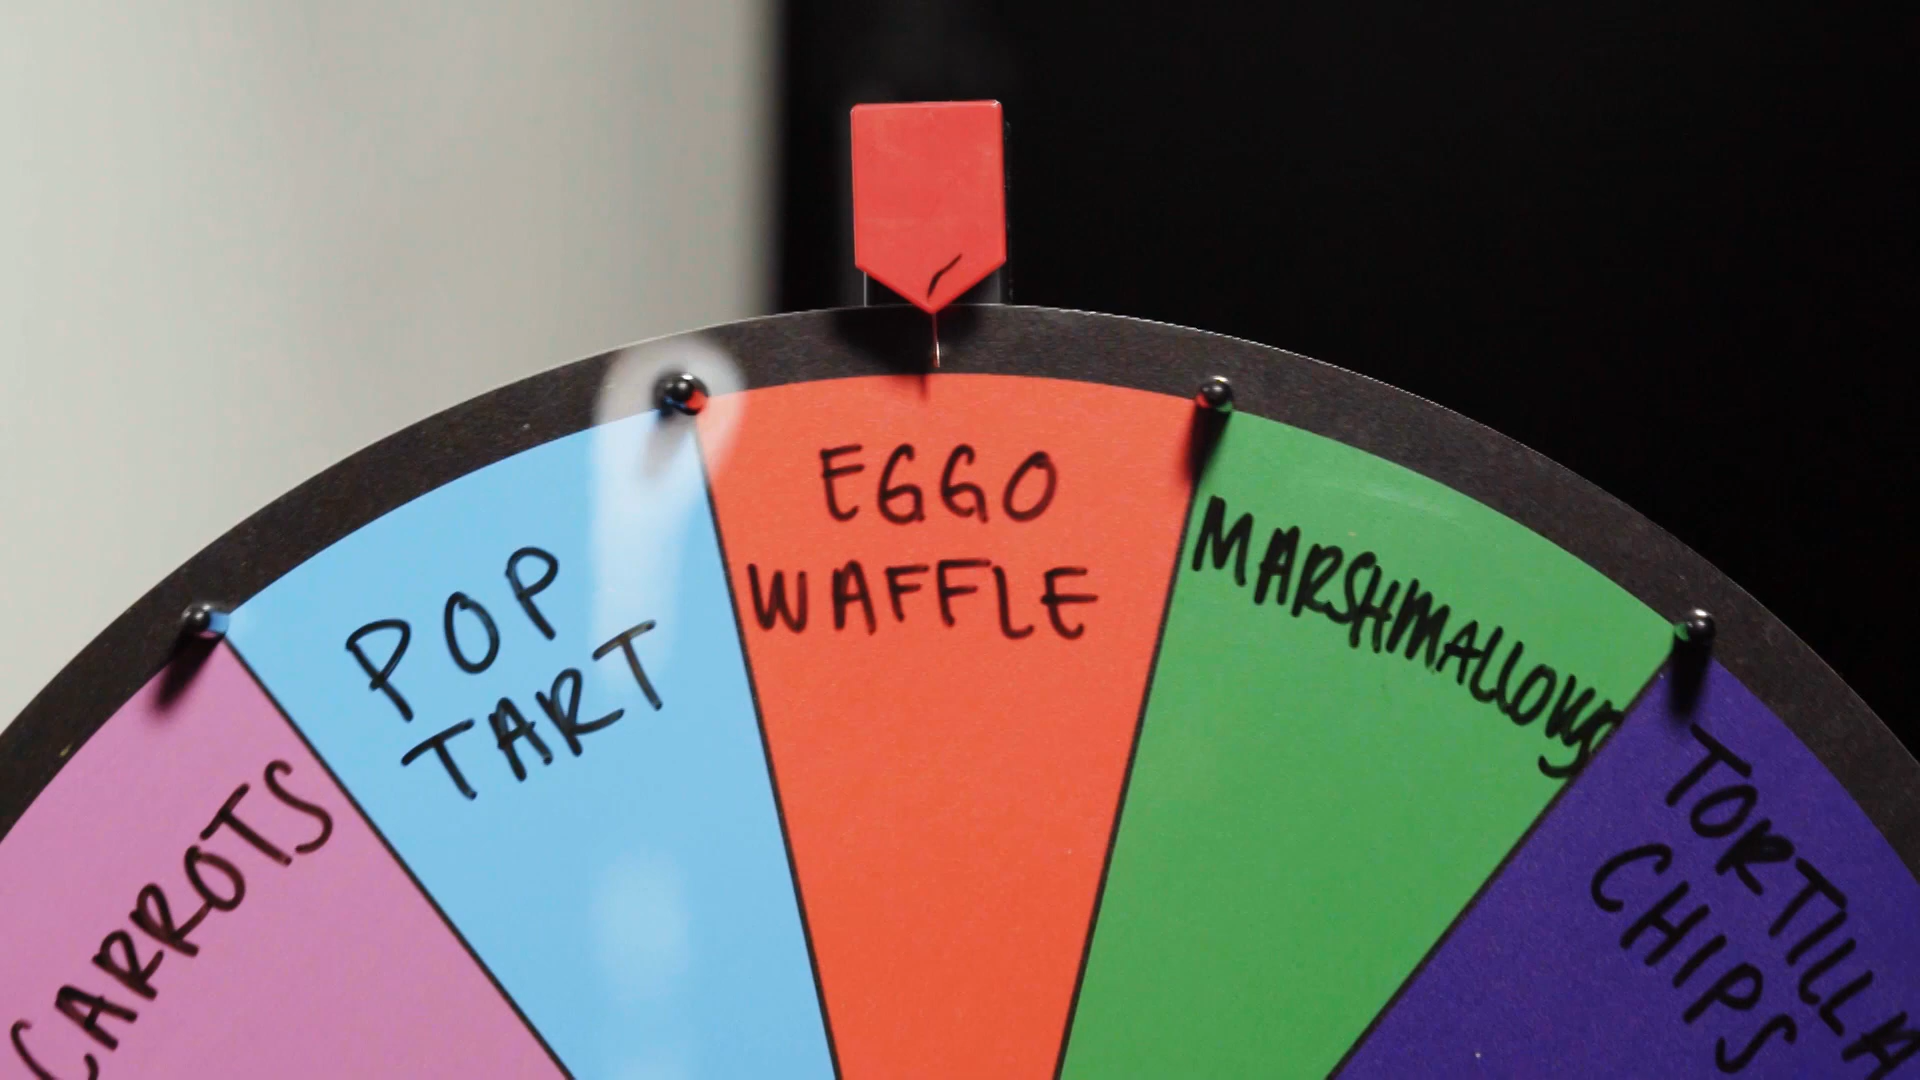 CARROTS
POP
TART
EGGO
WAFFLE
MARSHMALLOWS
TORTILLA
CHIPS